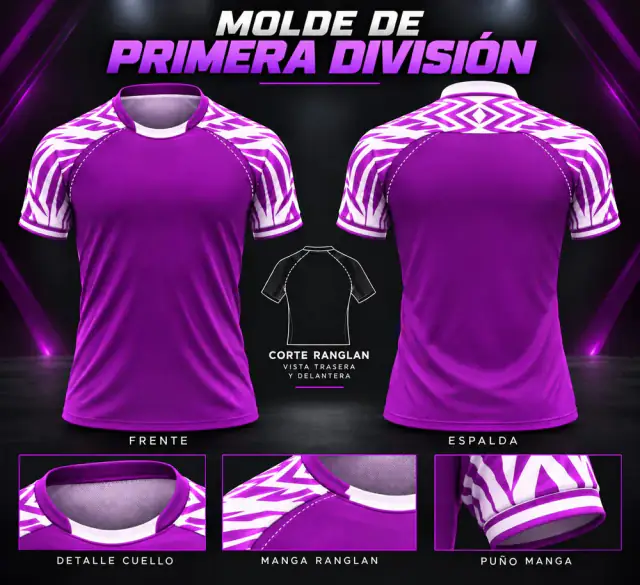 MOLDE DE
PRIMERA DIVISIÓN
CORTE RANGLAN
VISTA TRASERA
Y DELANTERA
FRENTE
ESPALDA
DETALLE CUELLO
MANGA RANGLAN
PUÑO MANGA